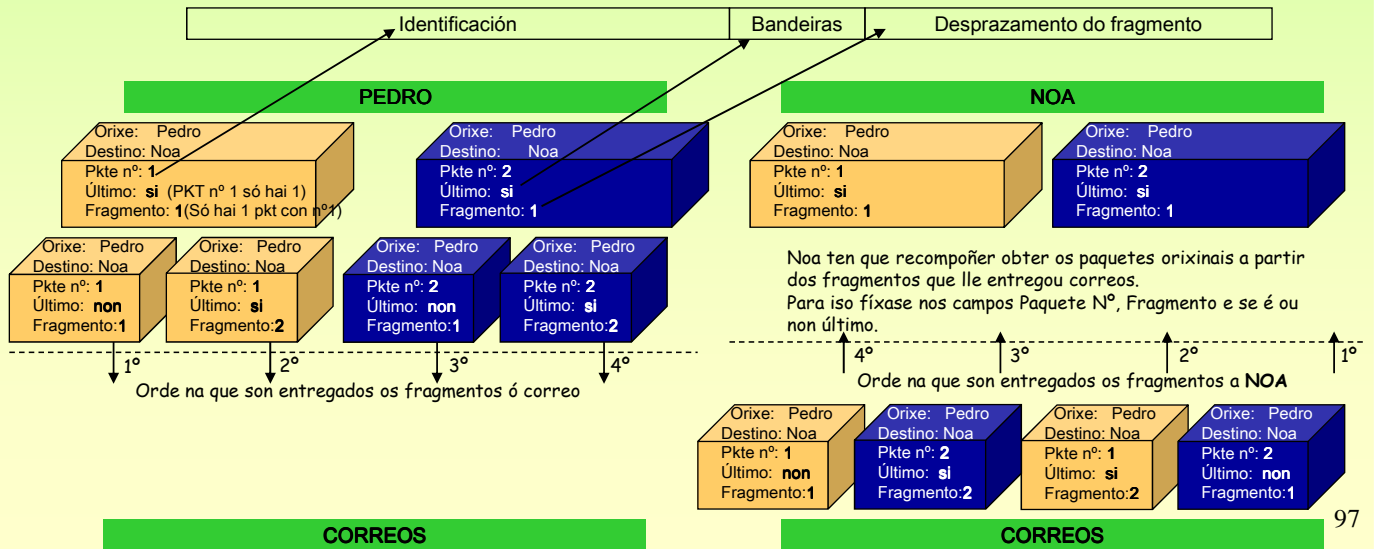 Identificación
Bandeiras
Desprazamento do fragmento
PEDRO
Orixe: Pedro
Destino: Noa
Pkte nº: 1
Último: si (PKT nº 1 só hai 1)
Fragmento: 1(Só hai 1 pkt con nº1)
Orixe: Pedro
Destino: Noa
Pkte nº: 2
Último: si
Fragmento: 1
Orixe: Pedro
Destino: Noa
Pkte nº: 1
Último: non
Fragmento:1
Orixe: Pedro
Destino: Noa
Pkte nº: 1
Último: si
Fragmento:2
Orixe: Pedro
Destino: Noa
Pkte nº: 2
Último: non
Fragmento:1
Orixe: Pedro
Destino: Noa
Pkte nº: 2
Último: si
Fragmento:2
1º
2º
3º
4º
Orde na que son entregados os fragmentos ó correo
CORREOS
NOA
Orixe: Pedro
Destino: Noa
Pkte nº: 1
Último: si
Fragmento: 1
Orixe: Pedro
Destino: Noa
Pkte nº: 2
Último: si
Fragmento: 1
Noa ten que recompoñer obter os paquetes orixinais a partir
dos fragmentos que lle entregou correos.
Para iso fíxase nos campos Paquete Nº, Fragmento e se é ou
non último.
4º
3º
2º
1º
Orde na que son entregados os fragmentos a NOA
Orixe: Pedro
Destino: Noa
Pkte nº: 1
Último: non
Fragmento:1
Orixe: Pedro
Destino: Noa
Pkte nº: 2
Último: si
Fragmento:2
Orixe: Pedro
Destino: Noa
Pkte nº: 1
Último: si
Fragmento:2
Orixe: Pedro
Destino: Noa
Pkte nº: 2
Último: non
Fragmento:1
CORREOS
97